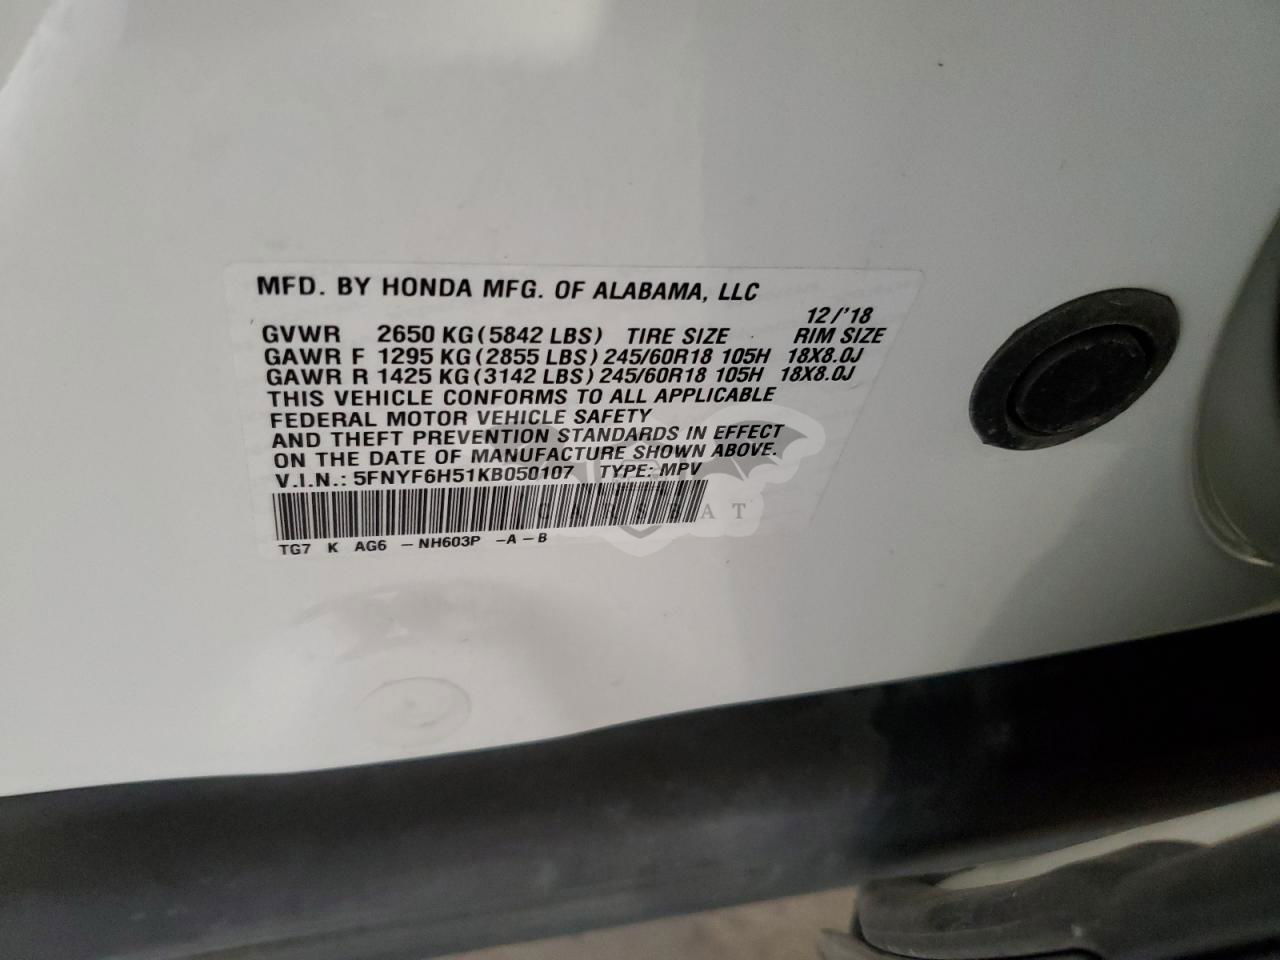 MFD. BY HONDA MFG. OF ALABAMA, LLC
12/'18
GVWR 2650 KG(5842 LBS) TIRE SIZE RIM SIZE
GAWR F 1295 KG(2855 LBS) 245/60R18 105H 18X8.0J
GAWR R 1425 KG(3142 LBS) 245/60R18 105H 18X8.0J
THIS VEHICLE CONFORMS TO ALL APPLICABLE
FEDERAL MOTOR VEHICLE SAFETY
AND THEFT PREVENTION STANDARDS IN EFFECT
ON THE DATE OF MANUFACTURE SHOWN ABOVE.
V.I.N.: 5FNYF6H51KB050107 TYPE: MPV
CARSBAT
TG7 K AG6 -NH603P -A-B